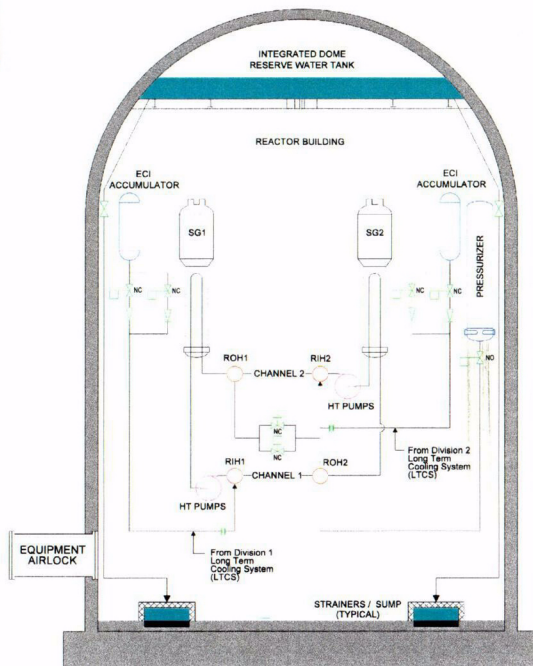 INTEGRATED DOME
RESERVE WATER TANK
REACTOR BUILDING
ECI
ACCUMULATOR
ECI
ACCUMULATOR
SG1
SG2
PRESSURIZER
NC
NC
NC
NC
NO
ROH1
CHANNEL 2
RIH2
HT PUMPS
NC
NC
RIH1
CHANNEL 1
ROH2
HT PUMPS
From Division 2
Long Term
Cooling System
(LTCS)
From Division 1
Long Term
Cooling System
(LTCS)
EQUIPMENT
AIRLOCK
STRAINERS / SUMP
(TYPICAL)